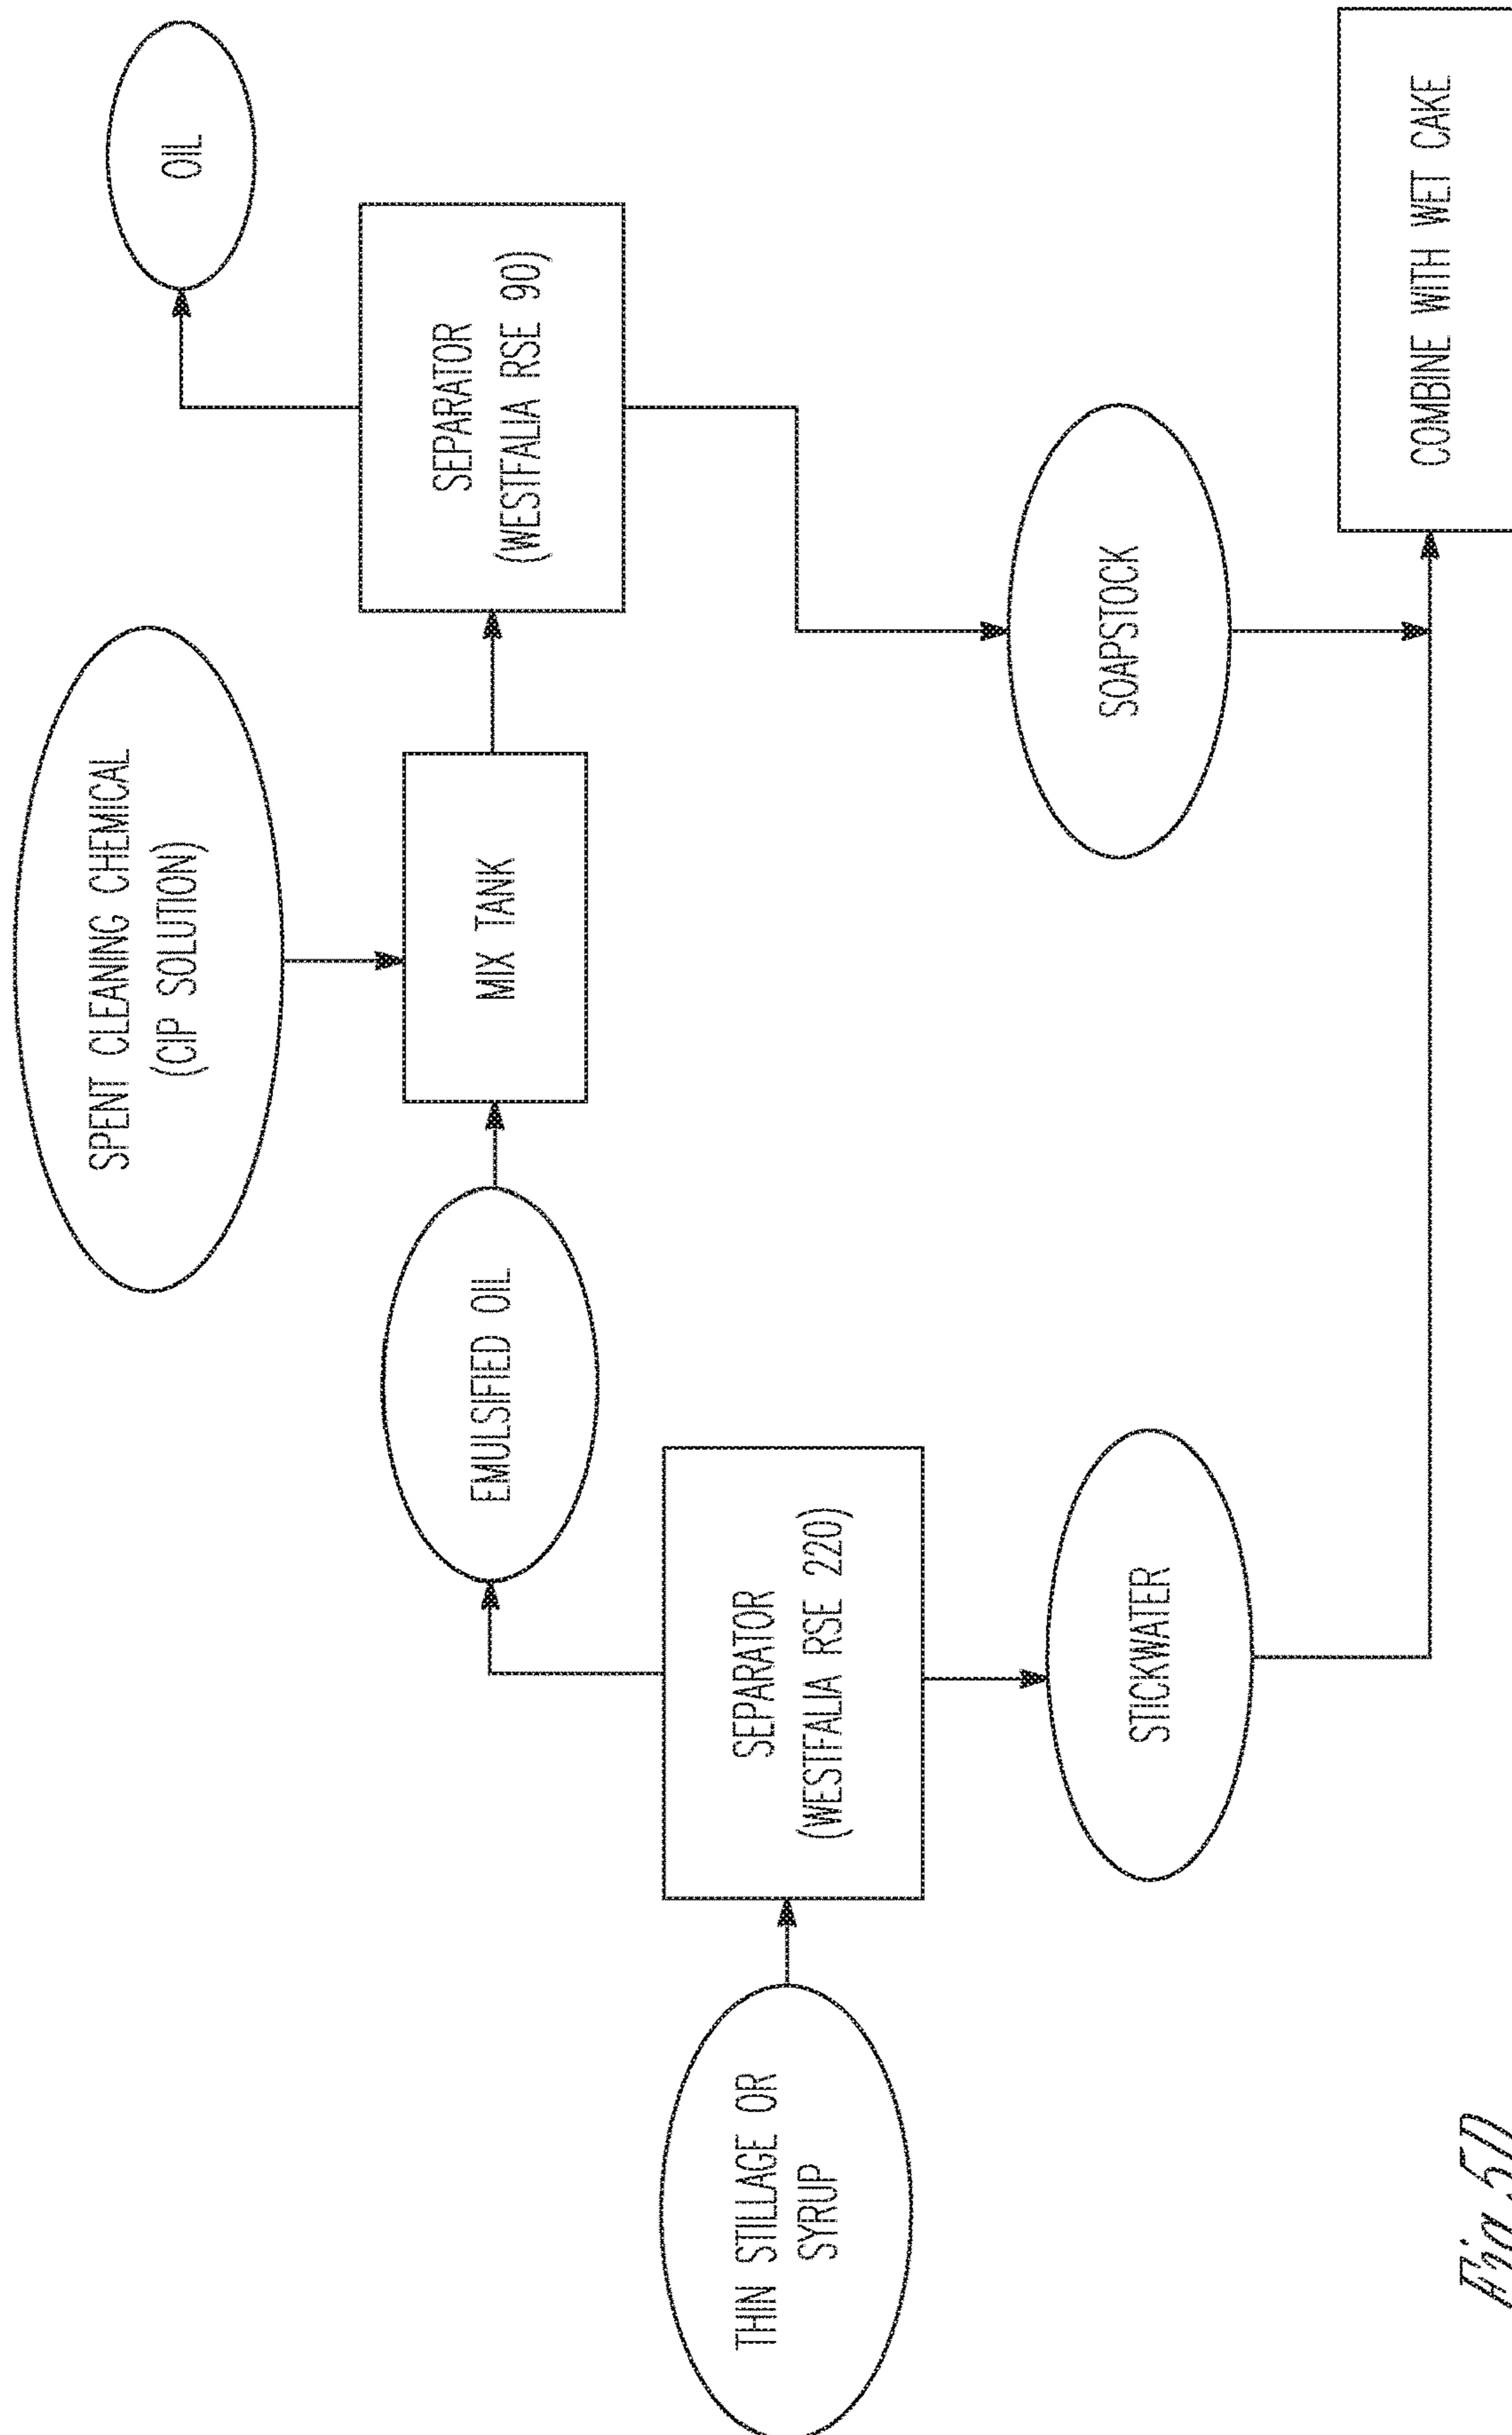 THIN STILLAGE OR
SYRUP
SEPARATOR
(WESTFALIA RSE 220)
STICKWATER
EMULSIFIED OIL
SPENT CLEANING CHEMICAL
(CIP SOLUTION)
MIX TANK
SEPARATOR
(WESTFALIA RSE 90)
OIL
SOAPSTOCK
COMBINE WITH WET CAKE
Fig. 5D